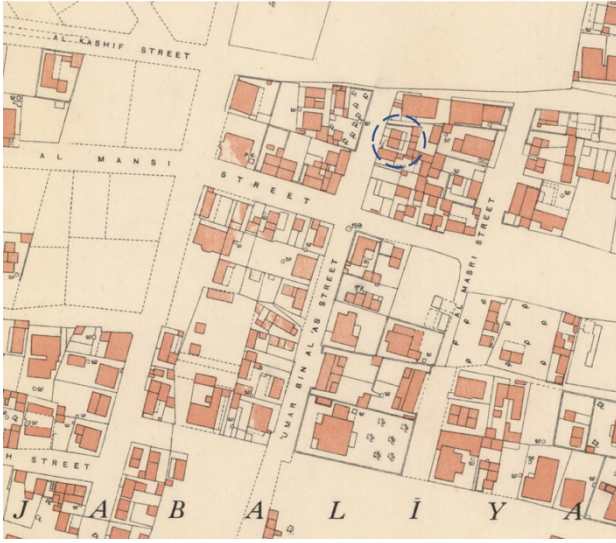 AL KASHIF STREET
AL MANSI
STREET
AL MASRI STREET
UMAR BIN AL 'AS STREET
H STREET
J A B A L Ī Y A